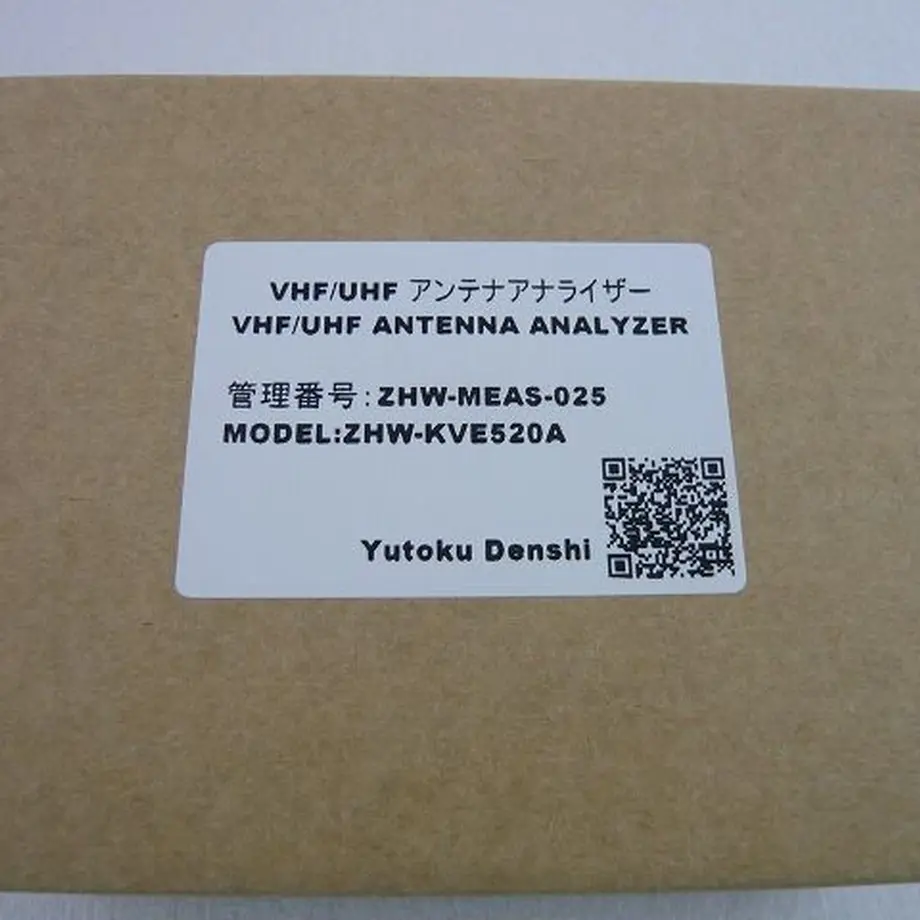 VHF/UHF アンテナアナライザー
VHF/UHF ANTENNA ANALYZER
管理番号:ZHW-MEAS-025
MODEL:ZHW-KVE520A
Yutoku Denshi